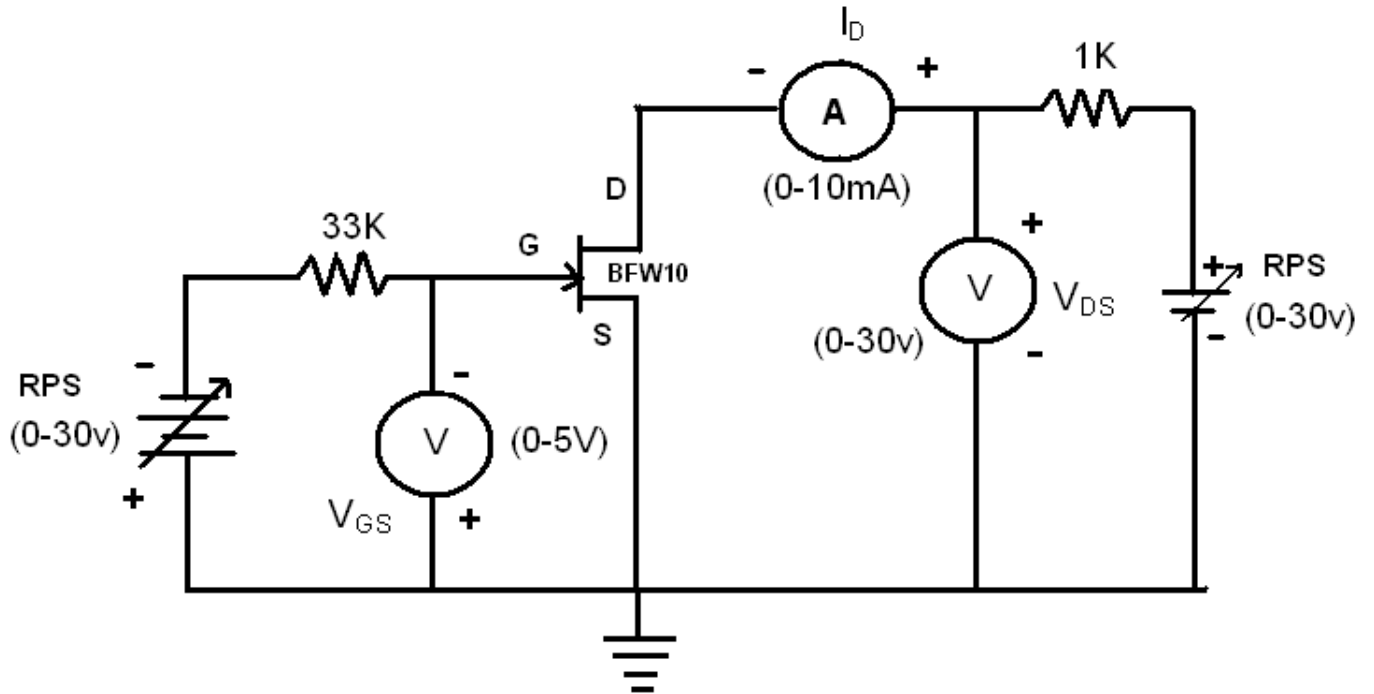 I_D
- + 1K
A
(0-10mA)
D
33K
G
BFW10
+
+ RPS
V V_DS
(0-30v)
S
(0-30v)
-
-
-
-
RPS
(0-30v)
V (0-5V)
+
V_GS +